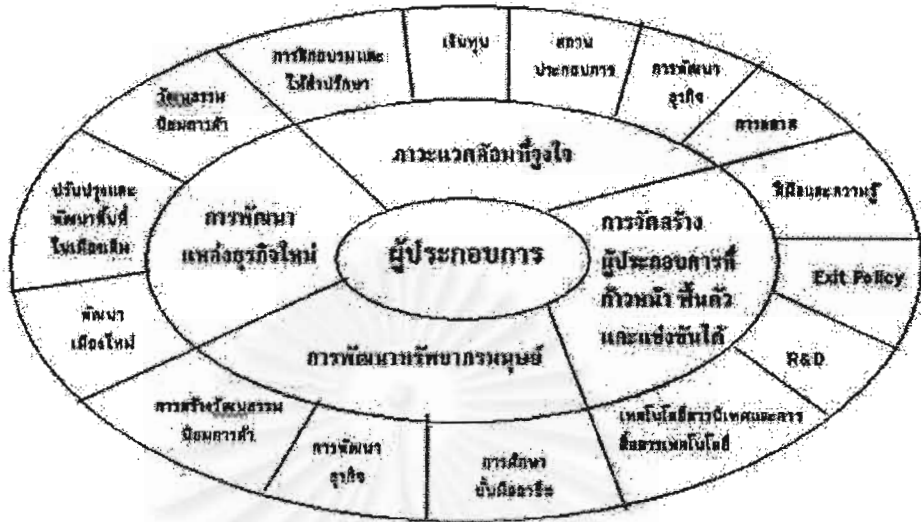 เงินทุน
สถาน
ประกอบการ
การพัฒนา
ธุรกิจ
การตลาด
การฝึกอบรมและ
ให้คำปรึกษา
วัฒนธรรม
นิยมการค้า
ปรับปรุงและ
พัฒนาพื้นที่
ในเมืองเดิม
พัฒนา
เมืองใหม่
ภาวะแวดล้อมที่จูงใจ
การพัฒนา
แหล่งธุรกิจใหม่
ผู้ประกอบการ
การจัดสร้าง
ผู้ประกอบการที่
ก้าวหน้า ฟื้นตัว
และแข่งขันได้
การพัฒนาทรัพยากรมนุษย์
ฝีมือและความรู้
Exit Policy
R&D
เทคโนโลยีสารนิเทศและการ
สื่อสารเทคโนโลยี
การสร้างวัฒนธรรม
นิยมการค้า
การพัฒนา
ธุรกิจ
การศึกษา
ขั้นมืออาชีพ